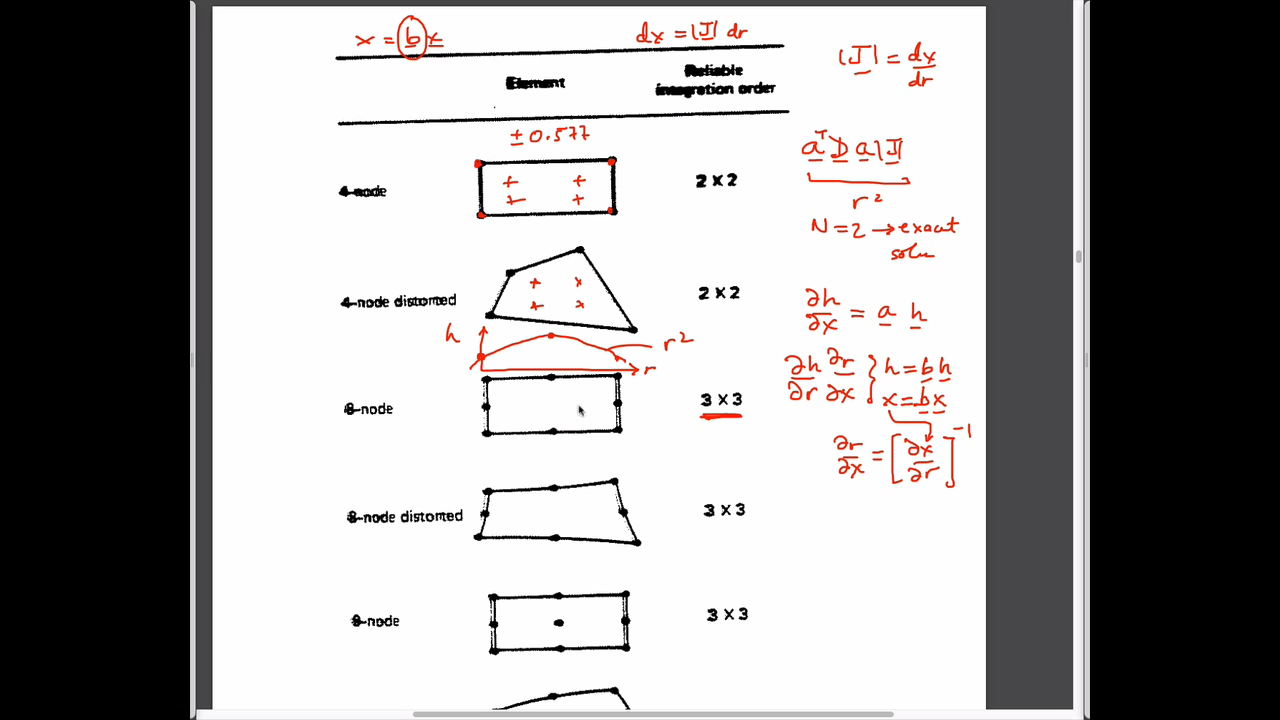 x = b x
dx = |J| dr
|J| = dx/dr
Element
Reliable
integration order
± 0.577
4-node
2 × 2
aᵀ D a |J|
r²
N = 2 → exact
soln
4-node distorted
2 × 2
∂h/∂x = a h
h
r²
r
∂h/∂r ∂r/∂x } h = b h
x = b x
8-node
3 × 3
∂r/∂x = [∂x/∂r]⁻¹
8-node distorted
3 × 3
9-node
3 × 3